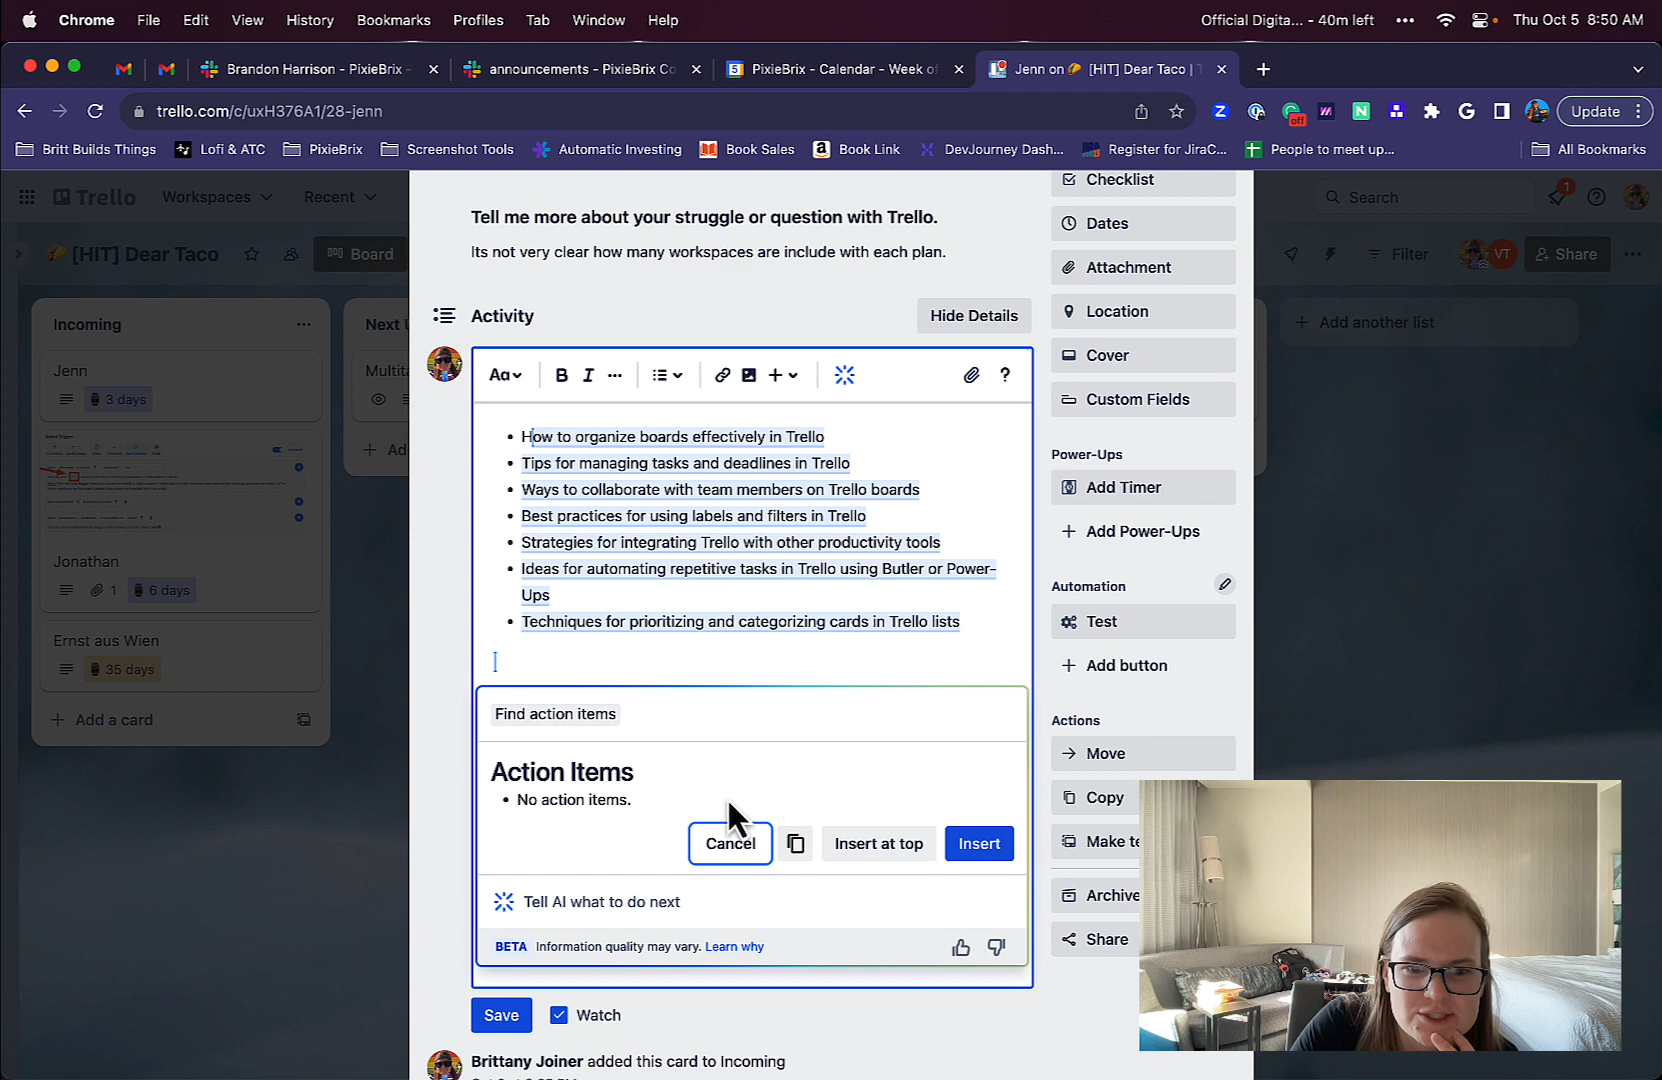 Chrome File Edit View History Bookmarks Profiles Tab Window Help Official Digita... - 40m left Thu Oct 5 8:50 AM
Brandon Harrison - PixieBrix - announcements - PixieBrix Co PixieBrix - Calendar - Week of Jenn on [HIT] Dear Taco |
trello.com/c/uxH376A1/28-jenn off Update
Britt Builds Things Lofi & ATC PixieBrix Screenshot Tools Automatic Investing Book Sales Book Link DevJourney Dash... Register for JiraC... People to meet up... All Bookmarks
Trello Workspaces Recent Search 1
[HIT] Dear Taco Board Filter VT Share
Incoming
Jenn
3 days
Jonathan
1 6 days
Ernst aus Wien
35 days
+ Add a card
Next U
Multita
+ Ad
+ Add another list
Tell me more about your struggle or question with Trello.
Its not very clear how many workspaces are include with each plan.
Activity Hide Details
Aa B I ?
• How to organize boards effectively in Trello
• Tips for managing tasks and deadlines in Trello
• Ways to collaborate with team members on Trello boards
• Best practices for using labels and filters in Trello
• Strategies for integrating Trello with other productivity tools
• Ideas for automating repetitive tasks in Trello using Butler or Power-
Ups
• Techniques for prioritizing and categorizing cards in Trello lists
Find action items
Action Items
• No action items.
Cancel Insert at top Insert
Tell AI what to do next
BETA Information quality may vary. Learn why
Save Watch
Brittany Joiner added this card to Incoming
Checklist
Dates
Attachment
Location
Cover
Custom Fields
Power-Ups
Add Timer
+ Add Power-Ups
Automation
Test
+ Add button
Actions
Move
Copy
Make te
Archive
Share